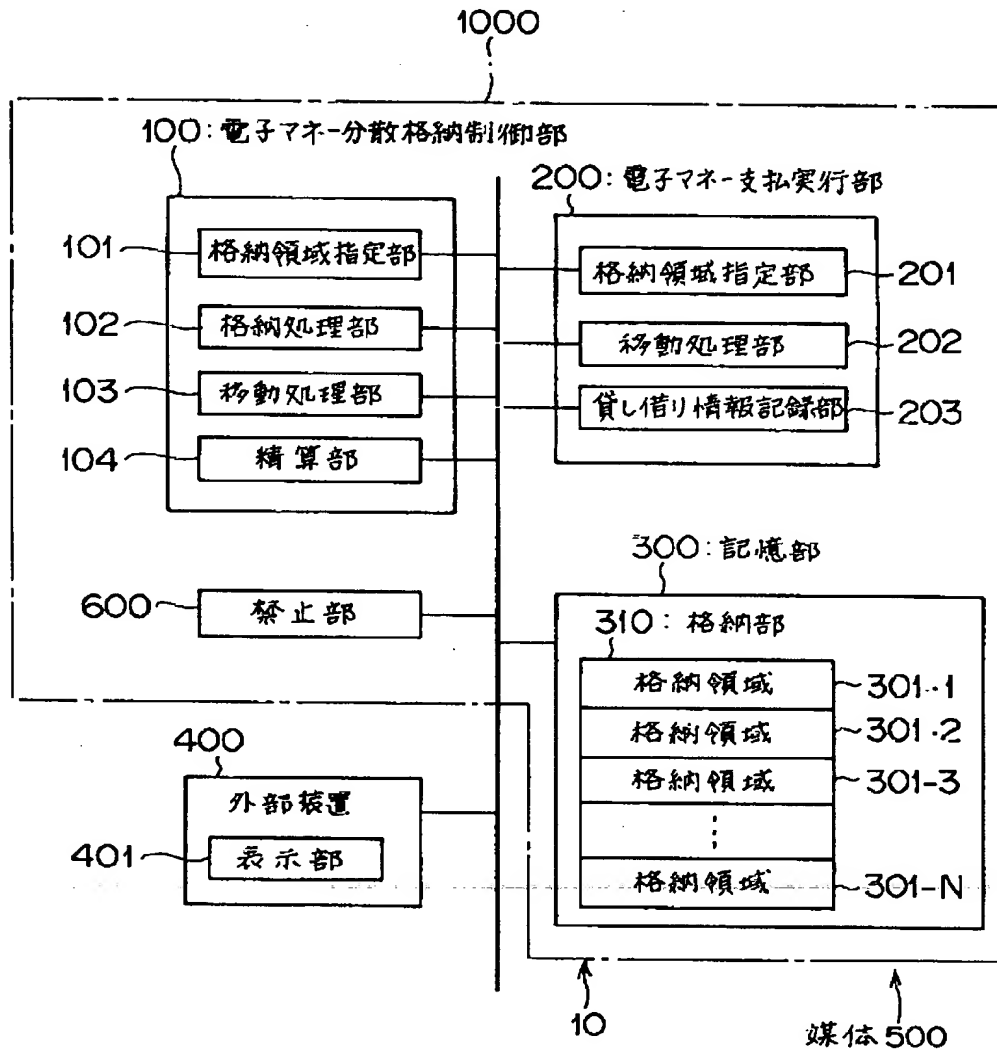 1000
100:電子マネー分散格納制御部
101
格納領域指定部
102
格納処理部
103
移動処理部
104
精算部
200:電子マネー支払実行部
格納領域指定部
201
移動処理部
202
貸し借り情報記録部
203
600
禁止部
300:記憶部
310:格納部
格納領域
301・1
格納領域
301・2
格納領域
301-3
格納領域
301-N
400
外部装置
401
表示部
10
媒体500